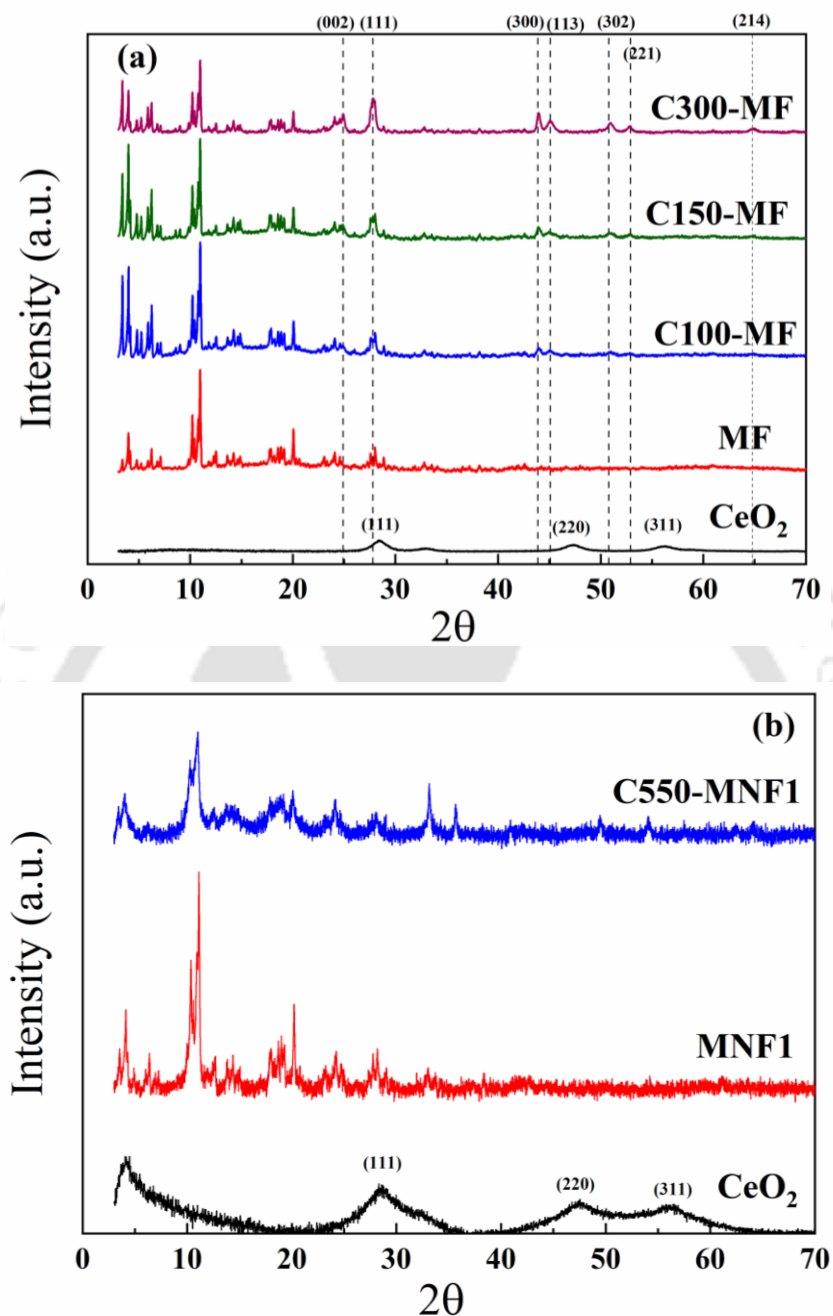 (002) (111) (300) (113) (302) (214)
(221)
(a)
C300-MF
C150-MF
C100-MF
MF
CeO₂
(111) (220) (311)
Intensity (a.u.)
0 10 20 30 40 50 60 70
2θ
(b)
C550-MNF1
MNF1
CeO₂
(111) (220) (311)
Intensity (a.u.)
0 10 20 30 40 50 60 70
2θ